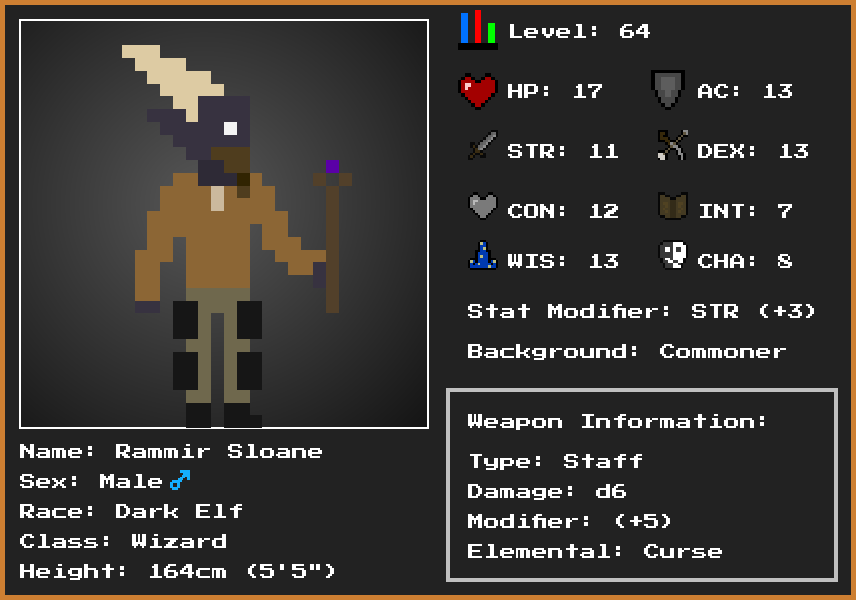 Level: 64
HP: 17
AC: 13
STR: 11
DEX: 13
CON: 12
INT: 7
WIS: 13
CHA: 8
Stat Modifier: STR (+3)
Background: Commoner
Weapon Information:
Type: Staff
Damage: d6
Modifier: (+5)
Elemental: Curse
Name: Rammir Sloane
Sex: Male♂
Race: Dark Elf
Class: Wizard
Height: 164cm (5'5")